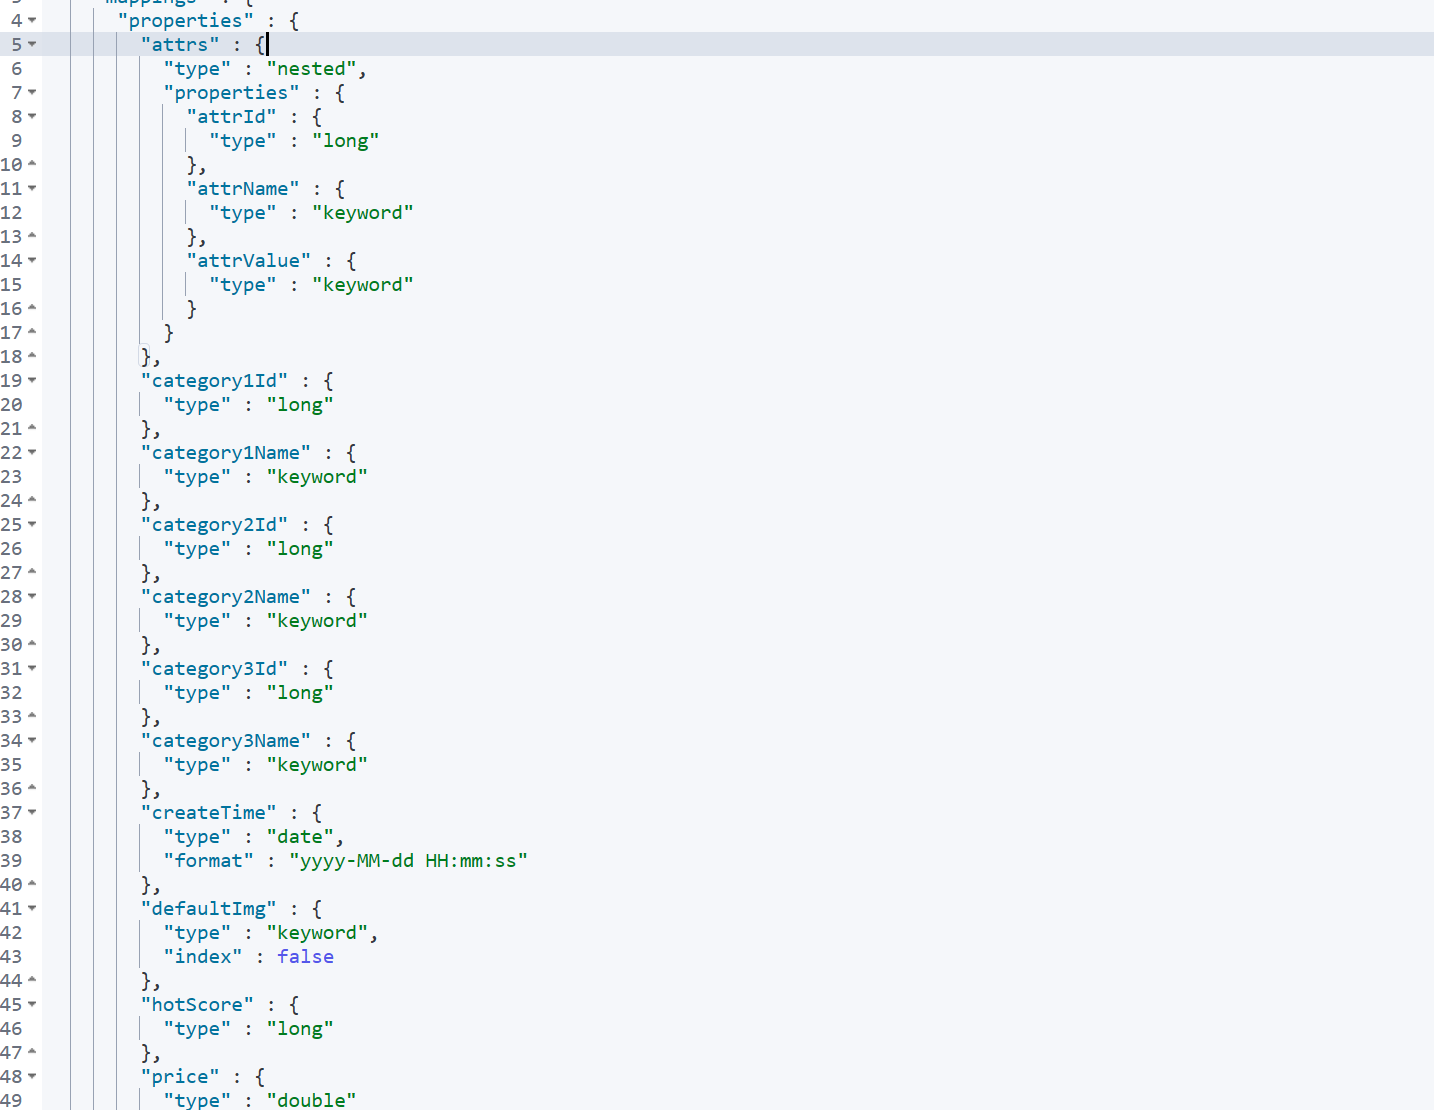 4 "properties" : {
5 "attrs" : {
6 "type" : "nested",
7 "properties" : {
8 "attrId" : {
9 "type" : "long"
10 },
11 "attrName" : {
12 "type" : "keyword"
13 },
14 "attrValue" : {
15 "type" : "keyword"
16 }
17 }
18 },
19 "category1Id" : {
20 "type" : "long"
21 },
22 "category1Name" : {
23 "type" : "keyword"
24 },
25 "category2Id" : {
26 "type" : "long"
27 },
28 "category2Name" : {
29 "type" : "keyword"
30 },
31 "category3Id" : {
32 "type" : "long"
33 },
34 "category3Name" : {
35 "type" : "keyword"
36 },
37 "createTime" : {
38 "type" : "date",
39 "format" : "yyyy-MM-dd HH:mm:ss"
40 },
41 "defaultImg" : {
42 "type" : "keyword",
43 "index" : false
44 },
45 "hotScore" : {
46 "type" : "long"
47 },
48 "price" : {
49 "type" : "double"